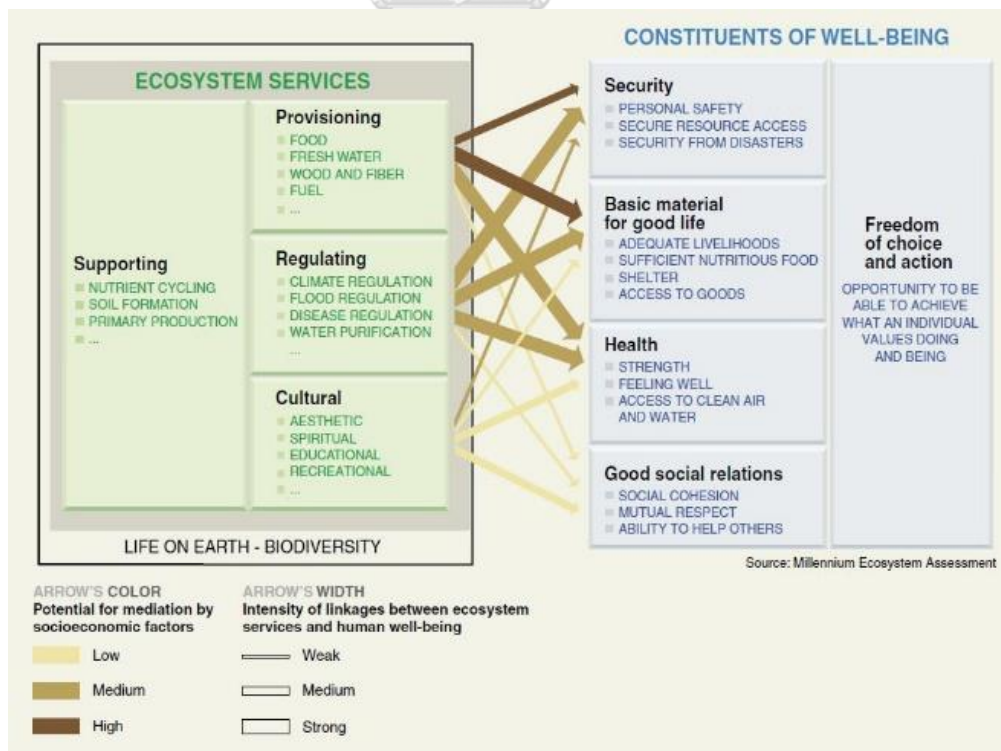 CONSTITUENTS OF WELL-BEING
ECOSYSTEM SERVICES
Supporting
NUTRIENT CYCLING
SOIL FORMATION
PRIMARY PRODUCTION
...
Provisioning
FOOD
FRESH WATER
WOOD AND FIBER
FUEL
...
Regulating
CLIMATE REGULATION
FLOOD REGULATION
DISEASE REGULATION
WATER PURIFICATION
...
Cultural
AESTHETIC
SPIRITUAL
EDUCATIONAL
RECREATIONAL
...
LIFE ON EARTH - BIODIVERSITY
Security
PERSONAL SAFETY
SECURE RESOURCE ACCESS
SECURITY FROM DISASTERS
Basic material
for good life
ADEQUATE LIVELIHOODS
SUFFICIENT NUTRITIOUS FOOD
SHELTER
ACCESS TO GOODS
Health
STRENGTH
FEELING WELL
ACCESS TO CLEAN AIR
AND WATER
Good social relations
SOCIAL COHESION
MUTUAL RESPECT
ABILITY TO HELP OTHERS
Freedom
of choice
and action
OPPORTUNITY TO BE
ABLE TO ACHIEVE
WHAT AN INDIVIDUAL
VALUES DOING
AND BEING
Source: Millennium Ecosystem Assessment
ARROW'S COLOR
Potential for mediation by
socioeconomic factors
Low
Medium
High
ARROW'S WIDTH
Intensity of linkages between ecosystem
services and human well-being
Weak
Medium
Strong